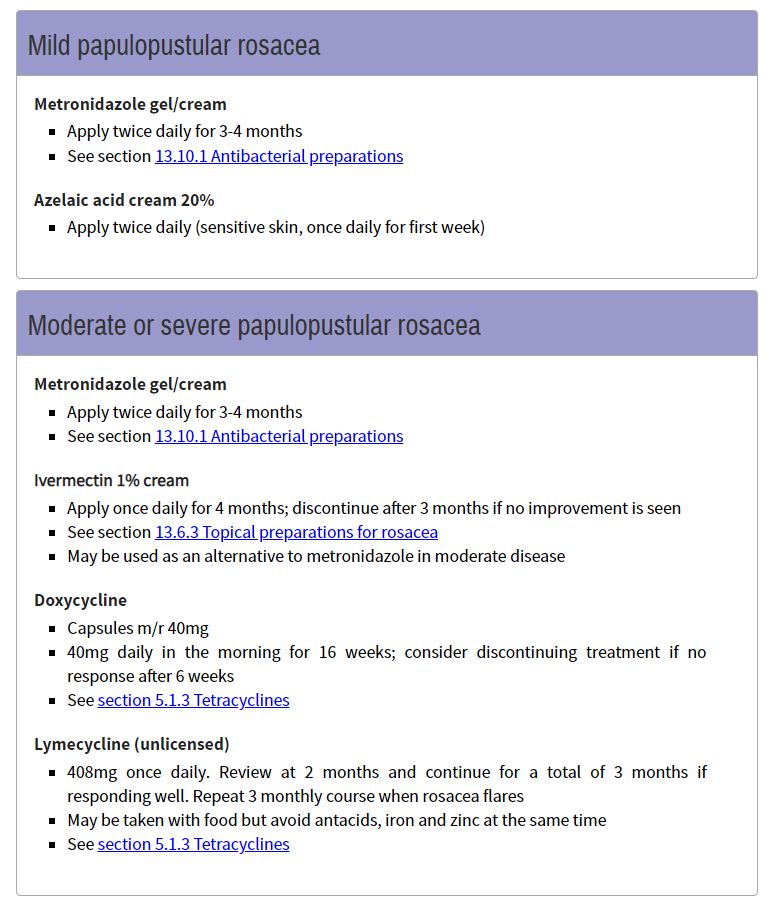 Mild papulopustular rosacea
Metronidazole gel/cream
▪ Apply twice daily for 3-4 months
▪ See section 13.10.1 Antibacterial preparations
Azelaic acid cream 20%
▪ Apply twice daily (sensitive skin, once daily for first week)
Moderate or severe papulopustular rosacea
Metronidazole gel/cream
▪ Apply twice daily for 3-4 months
▪ See section 13.10.1 Antibacterial preparations
Ivermectin 1% cream
▪ Apply once daily for 4 months; discontinue after 3 months if no improvement is seen
▪ See section 13.6.3 Topical preparations for rosacea
▪ May be used as an alternative to metronidazole in moderate disease
Doxycycline
▪ Capsules m/r 40mg
▪ 40mg daily in the morning for 16 weeks; consider discontinuing treatment if no
response after 6 weeks
▪ See section 5.1.3 Tetracyclines
Lymecycline (unlicensed)
▪ 408mg once daily. Review at 2 months and continue for a total of 3 months if
responding well. Repeat 3 monthly course when rosacea flares
▪ May be taken with food but avoid antacids, iron and zinc at the same time
▪ See section 5.1.3 Tetracyclines